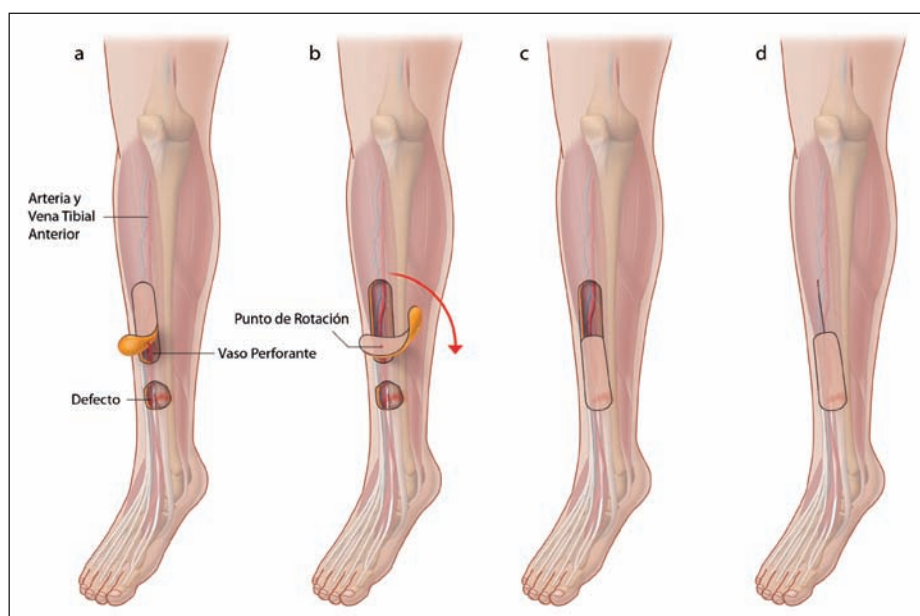 a
b
c
d
Arteria y
Vena Tibial
Anterior
Punto de Rotación
Vaso Perforante
Defecto